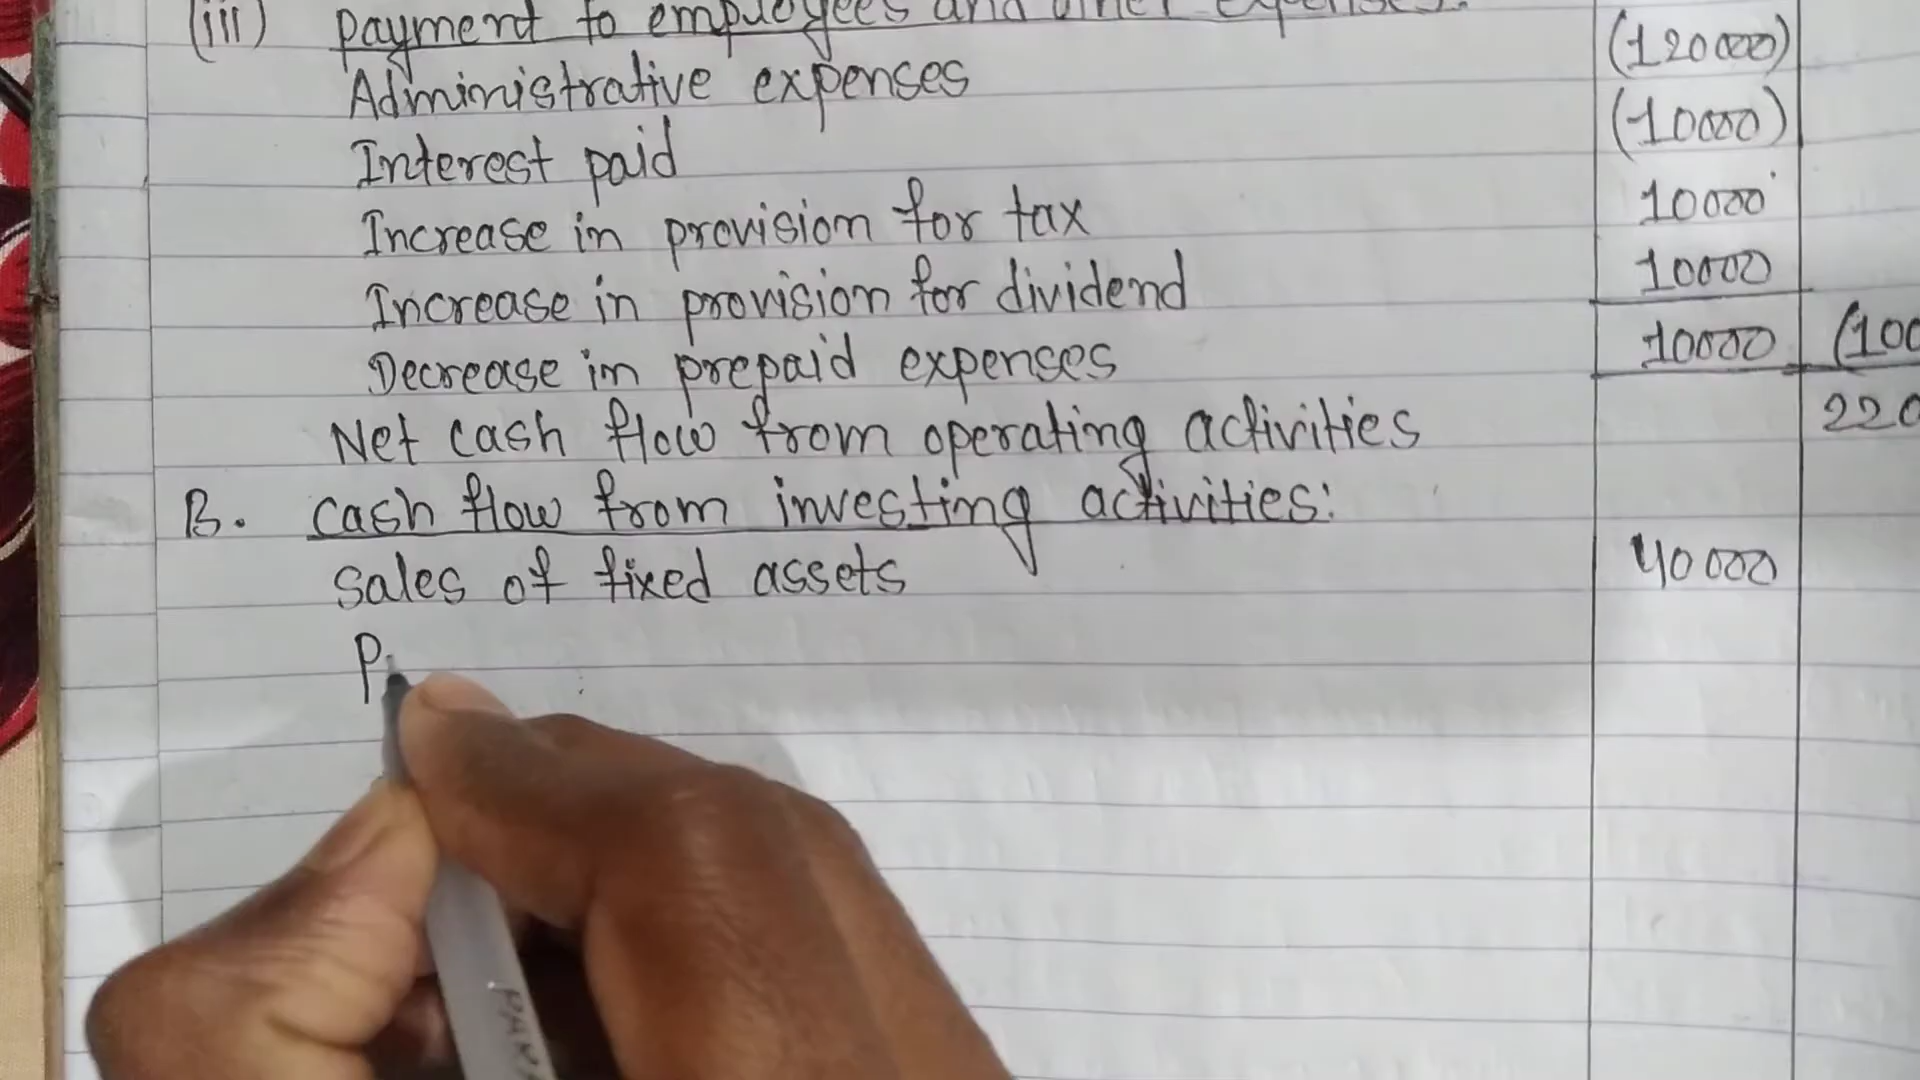 (iii) payment to employees and other expenses:
Administrative expenses (120000)
Interest paid (10000)
Increase in provision for tax 10000
Increase in provision for dividend 10000
Decrease in prepaid expenses 10000 (100
Net cash flow from operating activities 220
B. cash flow from investing activities:
Sales of fixed assets 40000
P